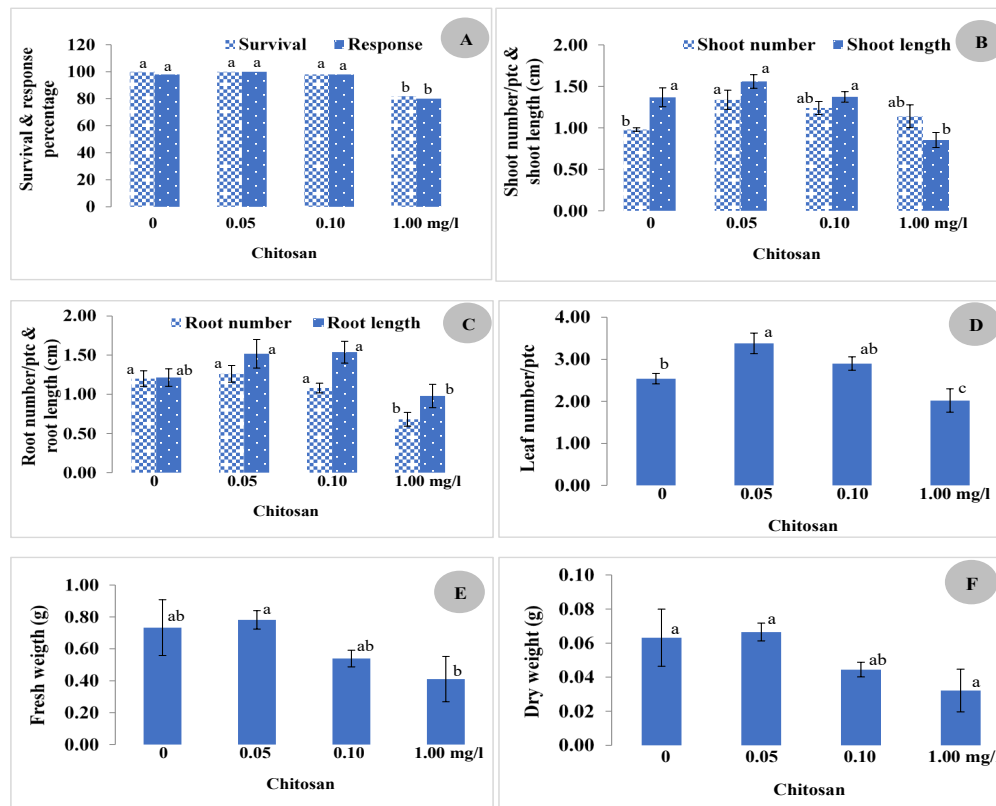 A
Survival Response
Survival & response
percentage
120
100
80
60
40
20
0
a a a a a a b b
0 0.05 0.10 1.00 mg/l
Chitosan
B
Shoot number Shoot length
Shoot number/ptc &
shoot length (cm)
2.00
1.50
1.00
0.50
0.00
b a a a ab a ab b
0 0.05 0.10 1.00 mg/l
Chitosan
C
Root number Root length
Root number/ptc &
root length (cm)
2.00
1.50
1.00
0.50
0.00
a ab a a a a b b
0 0.05 0.10 1.00 mg/l
Chitosan
D
Leaf number/ptc
4.00
3.00
2.00
1.00
0.00
b a ab c
0 0.05 0.10 1.00 mg/l
Chitosan
E
Fresh weigth (g)
1.00
0.80
0.60
0.40
0.20
0.00
ab a ab b
0 0.05 0.10 1.00 mg/l
Chitosan
F
Dry weight (g)
0.10
0.08
0.06
0.04
0.02
0.00
a a ab a
0 0.05 0.10 1.00 mg/l
Chitosan